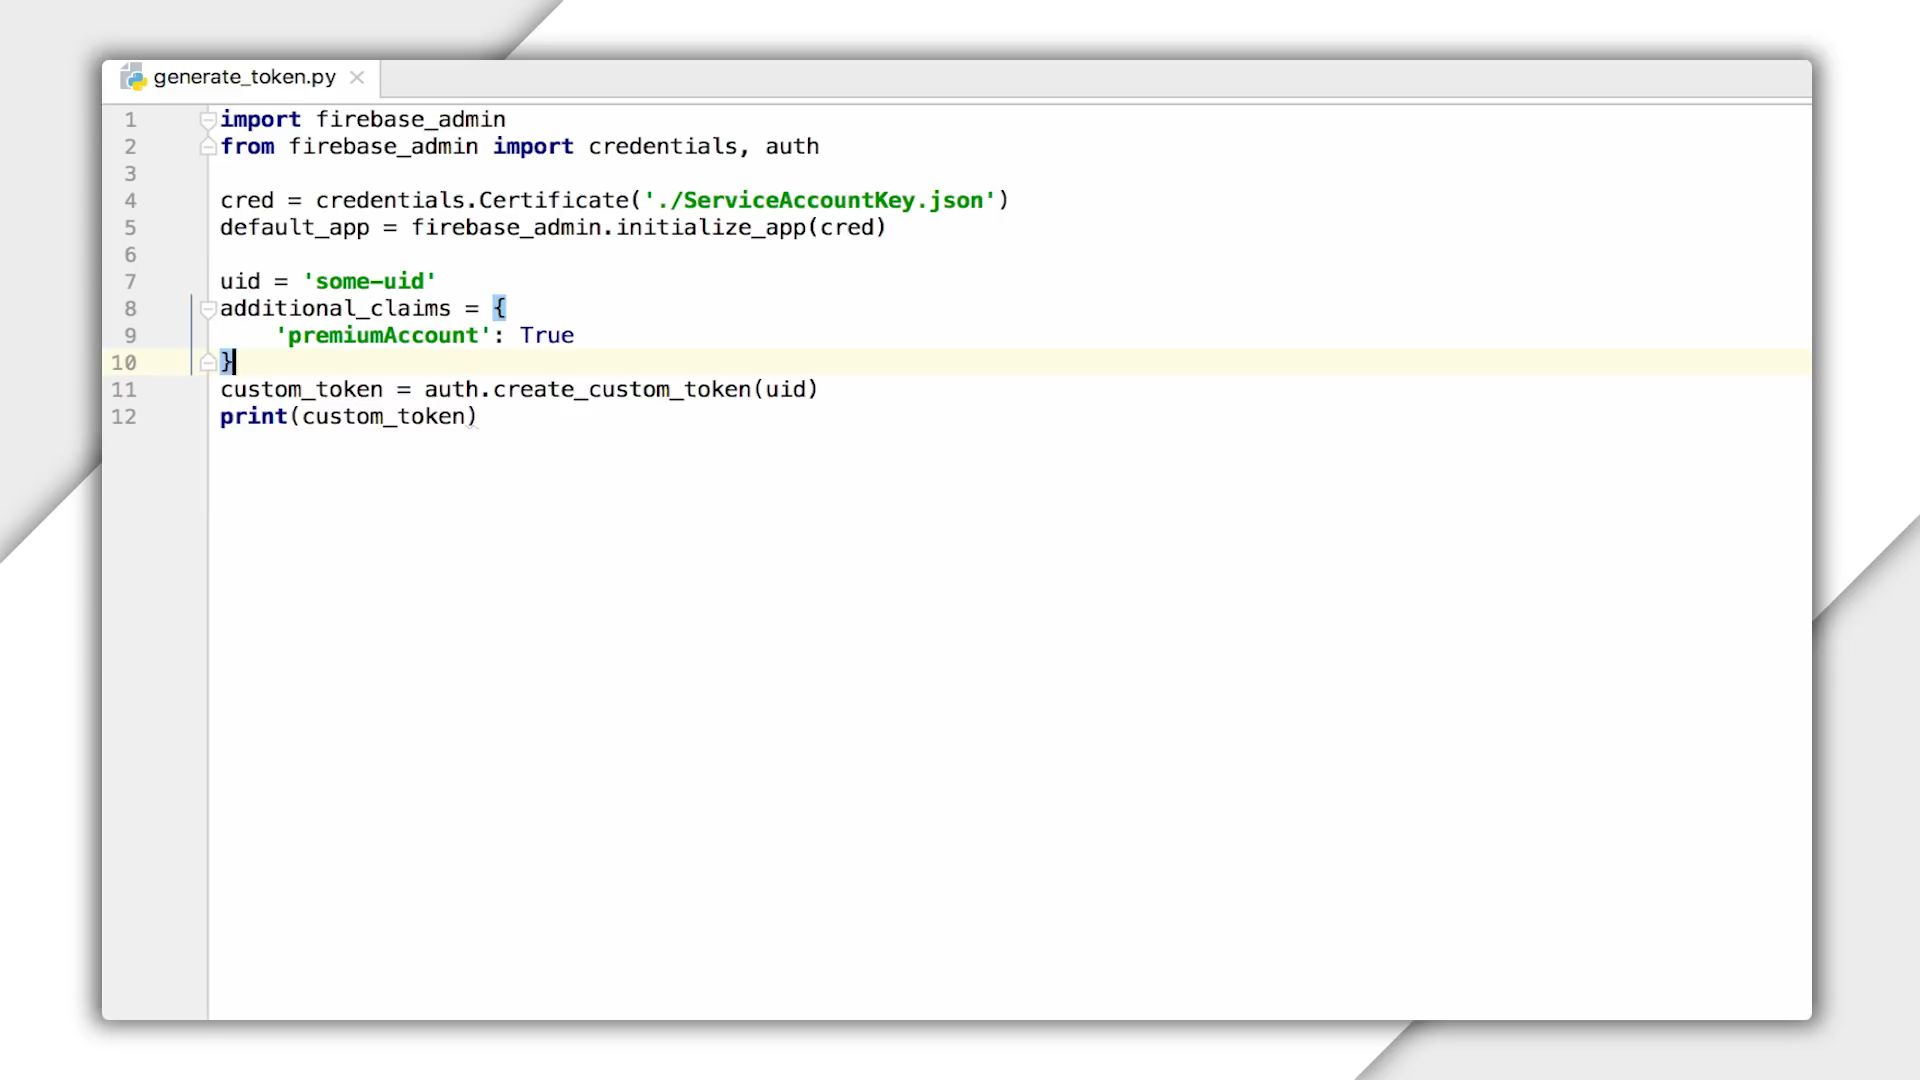 generate_token.py
1 import firebase_admin
2 from firebase_admin import credentials, auth
3
4 cred = credentials.Certificate('./ServiceAccountKey.json')
5 default_app = firebase_admin.initialize_app(cred)
6
7 uid = 'some-uid'
8 additional_claims = {
9     'premiumAccount': True
10 }
11 custom_token = auth.create_custom_token(uid)
12 print(custom_token)